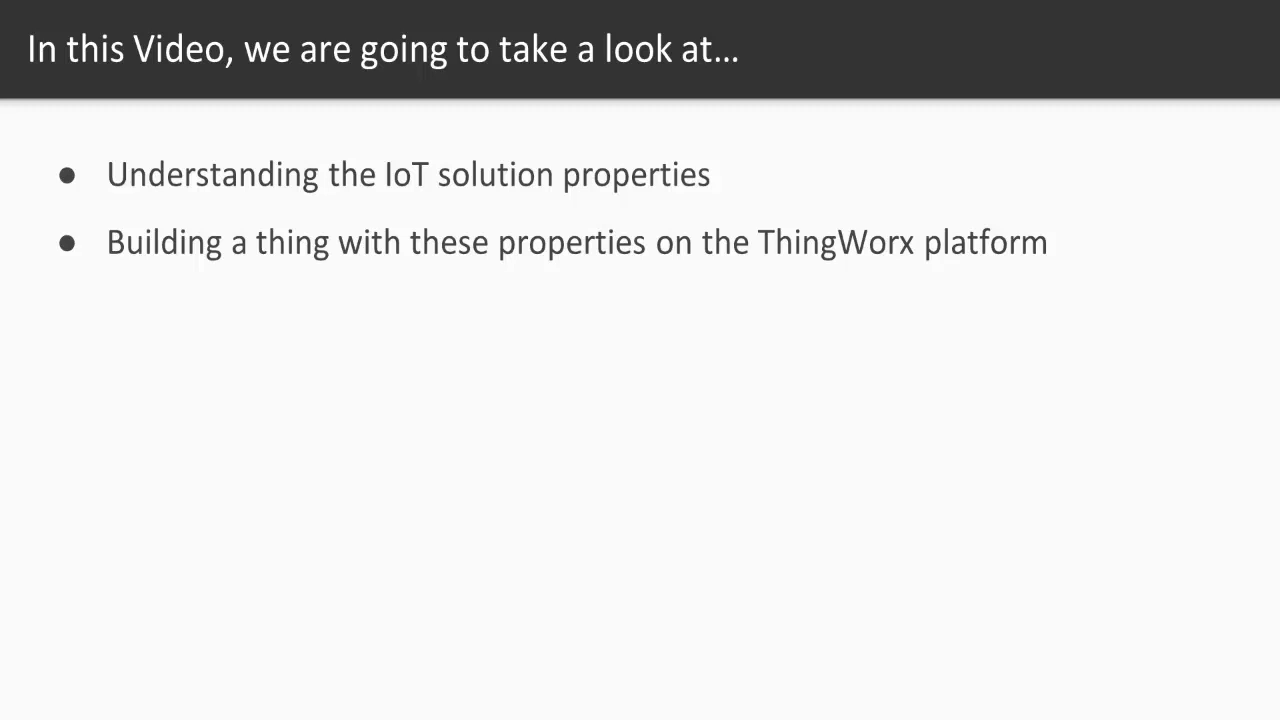 In this Video, we are going to take a look at…
● Understanding the IoT solution properties
● Building a thing with these properties on the ThingWorx platform